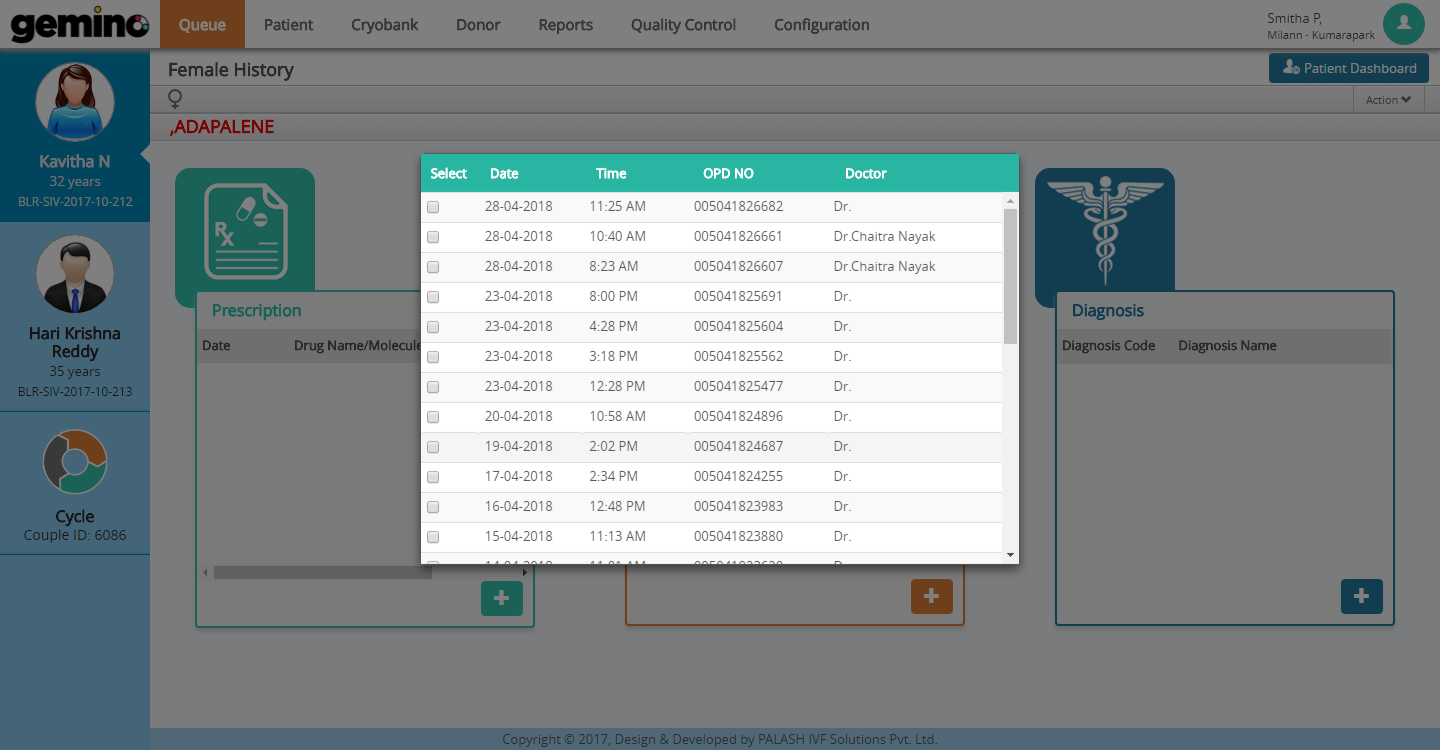 gemino
Queue Patient Cryobank Donor Reports Quality Control Configuration
Smitha P,
Milann - Kumarapark
Female History
Patient Dashboard
Action
,ADAPALENE
Kavitha N
32 years
BLR-SIV-2017-10-212
Hari Krishna
Reddy
35 years
BLR-SIV-2017-10-213
Cycle
Couple ID: 6086
Rx
Prescription
Date Drug Name/Molecule
Select Date Time OPD NO Doctor
28-04-2018 11:25 AM 005041826682 Dr.
28-04-2018 10:40 AM 005041826661 Dr.Chaitra Nayak
28-04-2018 8:23 AM 005041826607 Dr.Chaitra Nayak
23-04-2018 8:00 PM 005041825691 Dr.
23-04-2018 4:28 PM 005041825604 Dr.
23-04-2018 3:18 PM 005041825562 Dr.
23-04-2018 12:28 PM 005041825477 Dr.
20-04-2018 10:58 AM 005041824896 Dr.
19-04-2018 2:02 PM 005041824687 Dr.
17-04-2018 2:34 PM 005041824255 Dr.
16-04-2018 12:48 PM 005041823983 Dr.
15-04-2018 11:13 AM 005041823880 Dr.
Diagnosis
Diagnosis Code Diagnosis Name
Copyright © 2017, Design & Developed by PALASH IVF Solutions Pvt. Ltd.